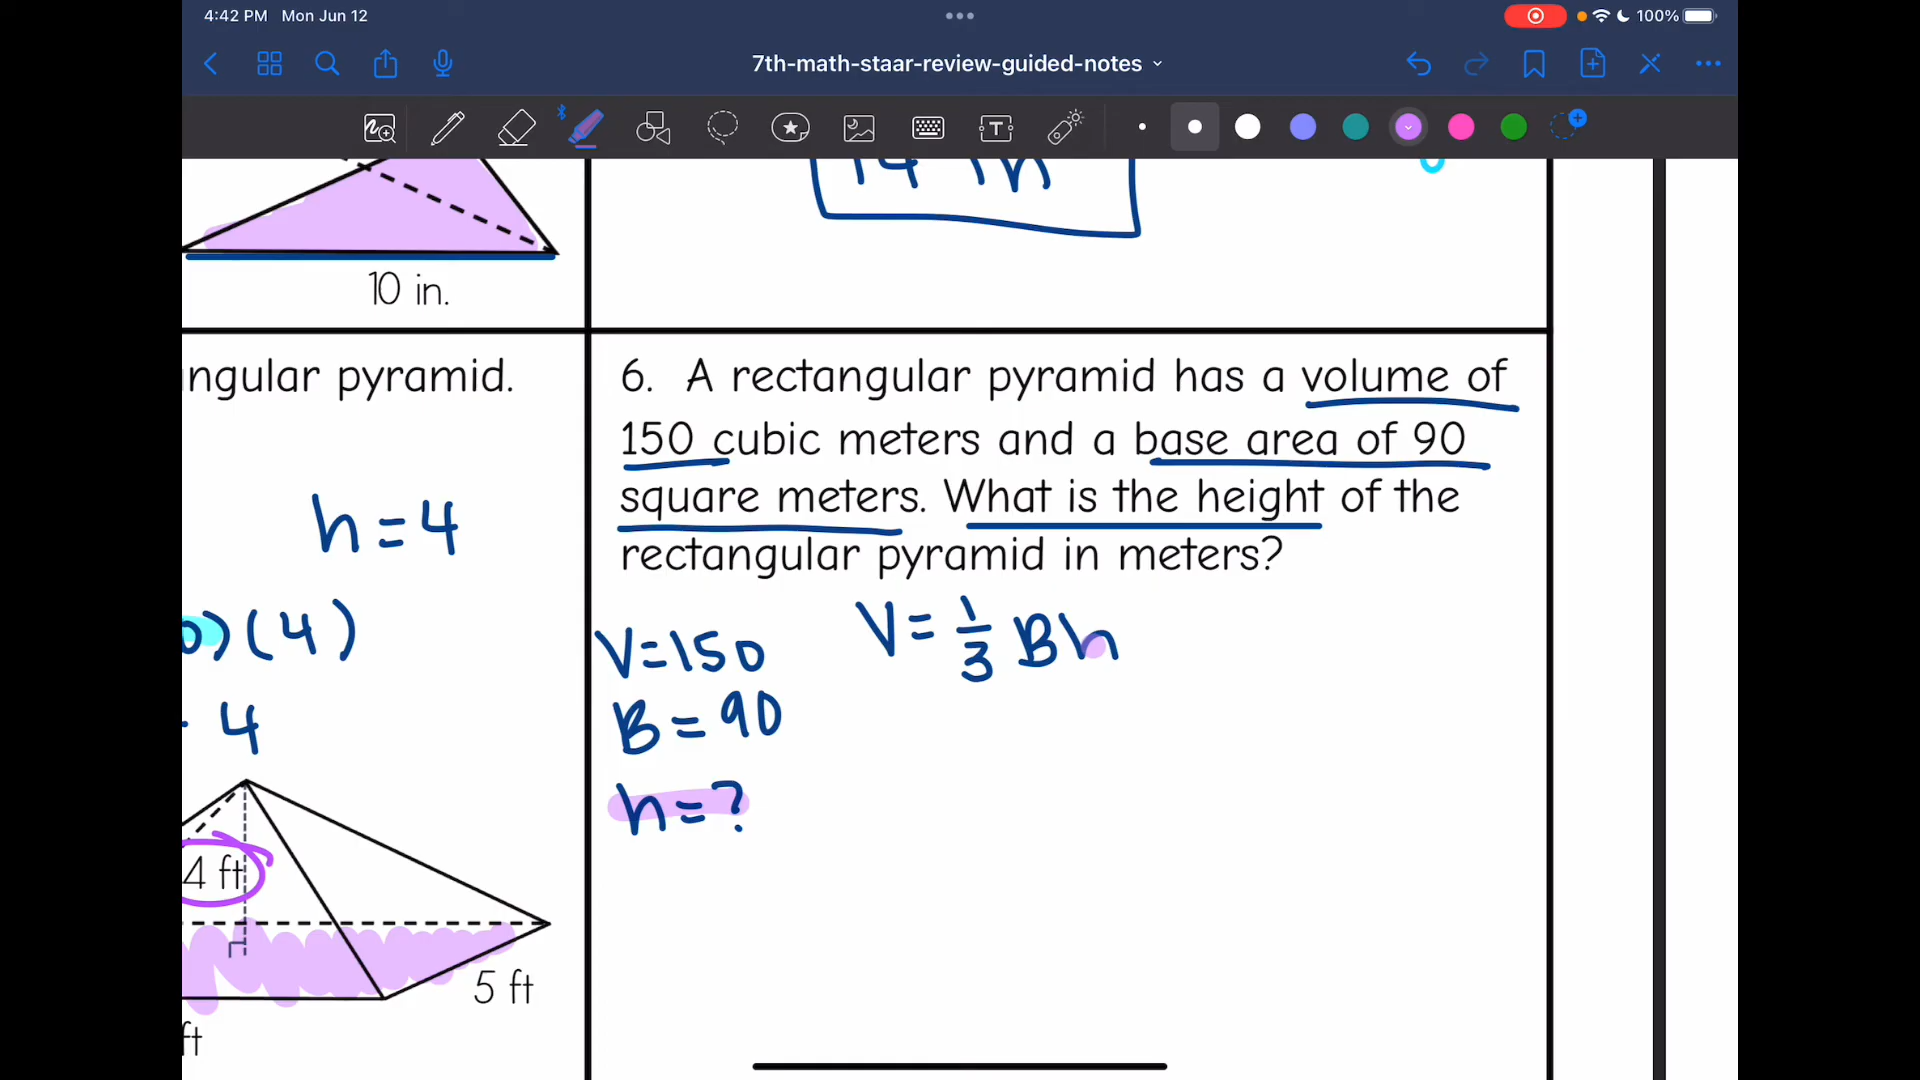 4:42 PM Mon Jun 12
100%
7th-math-staar-review-guided-notes
T
14 in
10 in.
ngular pyramid.
h = 4
(4)
4
4 ft
5 ft
ft
6. A rectangular pyramid has a volume of
150 cubic meters and a base area of 90
square meters. What is the height of the
rectangular pyramid in meters?
V = 150
V = 1/3 Bh
B = 90
h = ?